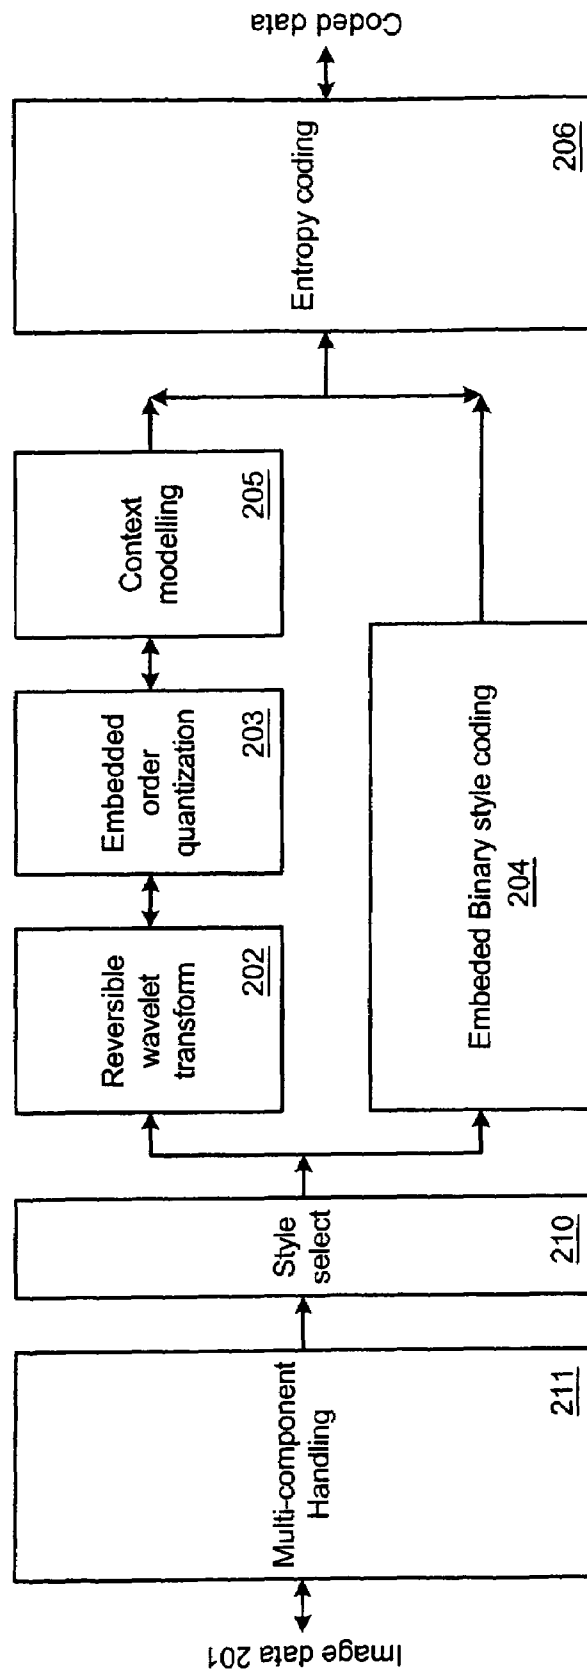 Image data 201
Multi-component
Handling
211
Style
select
210
Reversible
wavelet
transform
202
Embedded
order
quantization
203
Context
modelling
205
Embeded Binary style coding
204
Entropy coding
206
Coded data